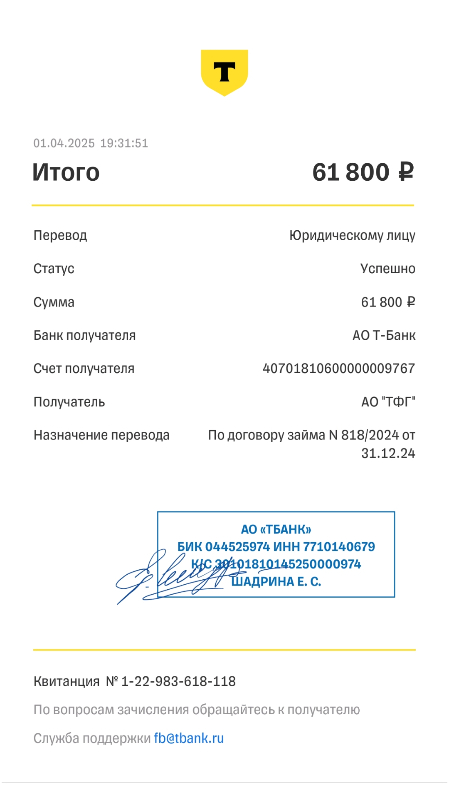 Т
01.04.2025 19:31:51
Итого 61 800 ₽
Перевод Юридическому лицу
Статус Успешно
Сумма 61 800 ₽
Банк получателя АО Т-Банк
Счет получателя 40701810600000009767
Получатель АО "ТФГ"
Назначение перевода По договору займа N 818/2024 от
31.12.24
АО «ТБАНК»
БИК 044525974 ИНН 7710140679
К/С 30101810145250000974
ШАДРИНА Е. С.
Квитанция № 1-22-983-618-118
По вопросам зачисления обращайтесь к получателю
Служба поддержки fb@tbank.ru